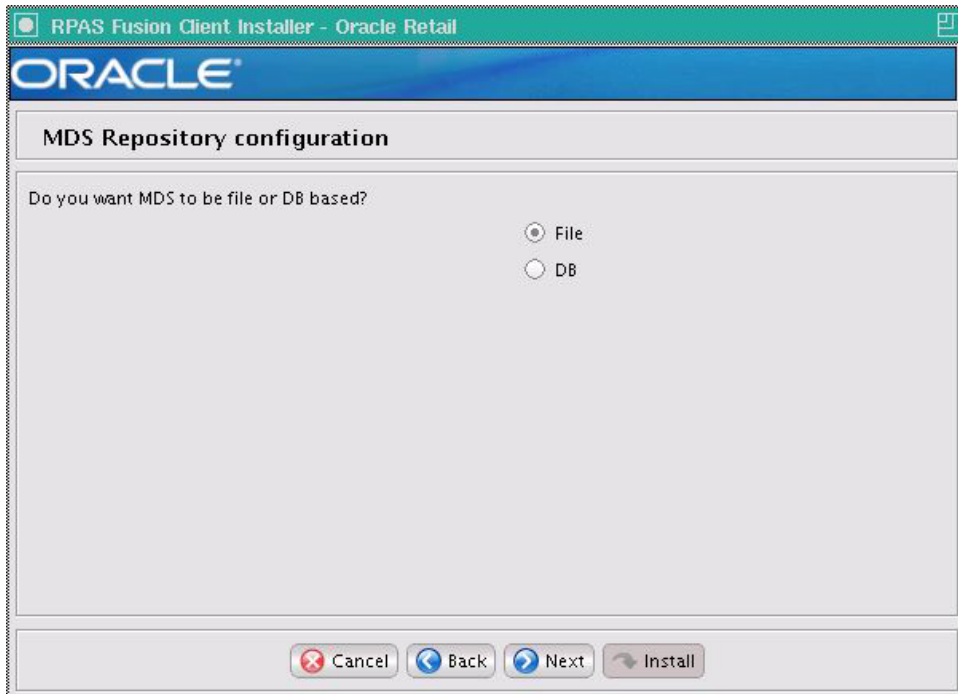 RPAS Fusion Client Installer - Oracle Retail
ORACLE®
MDS Repository configuration
Do you want MDS to be file or DB based?
File
DB
Cancel Back Next Install